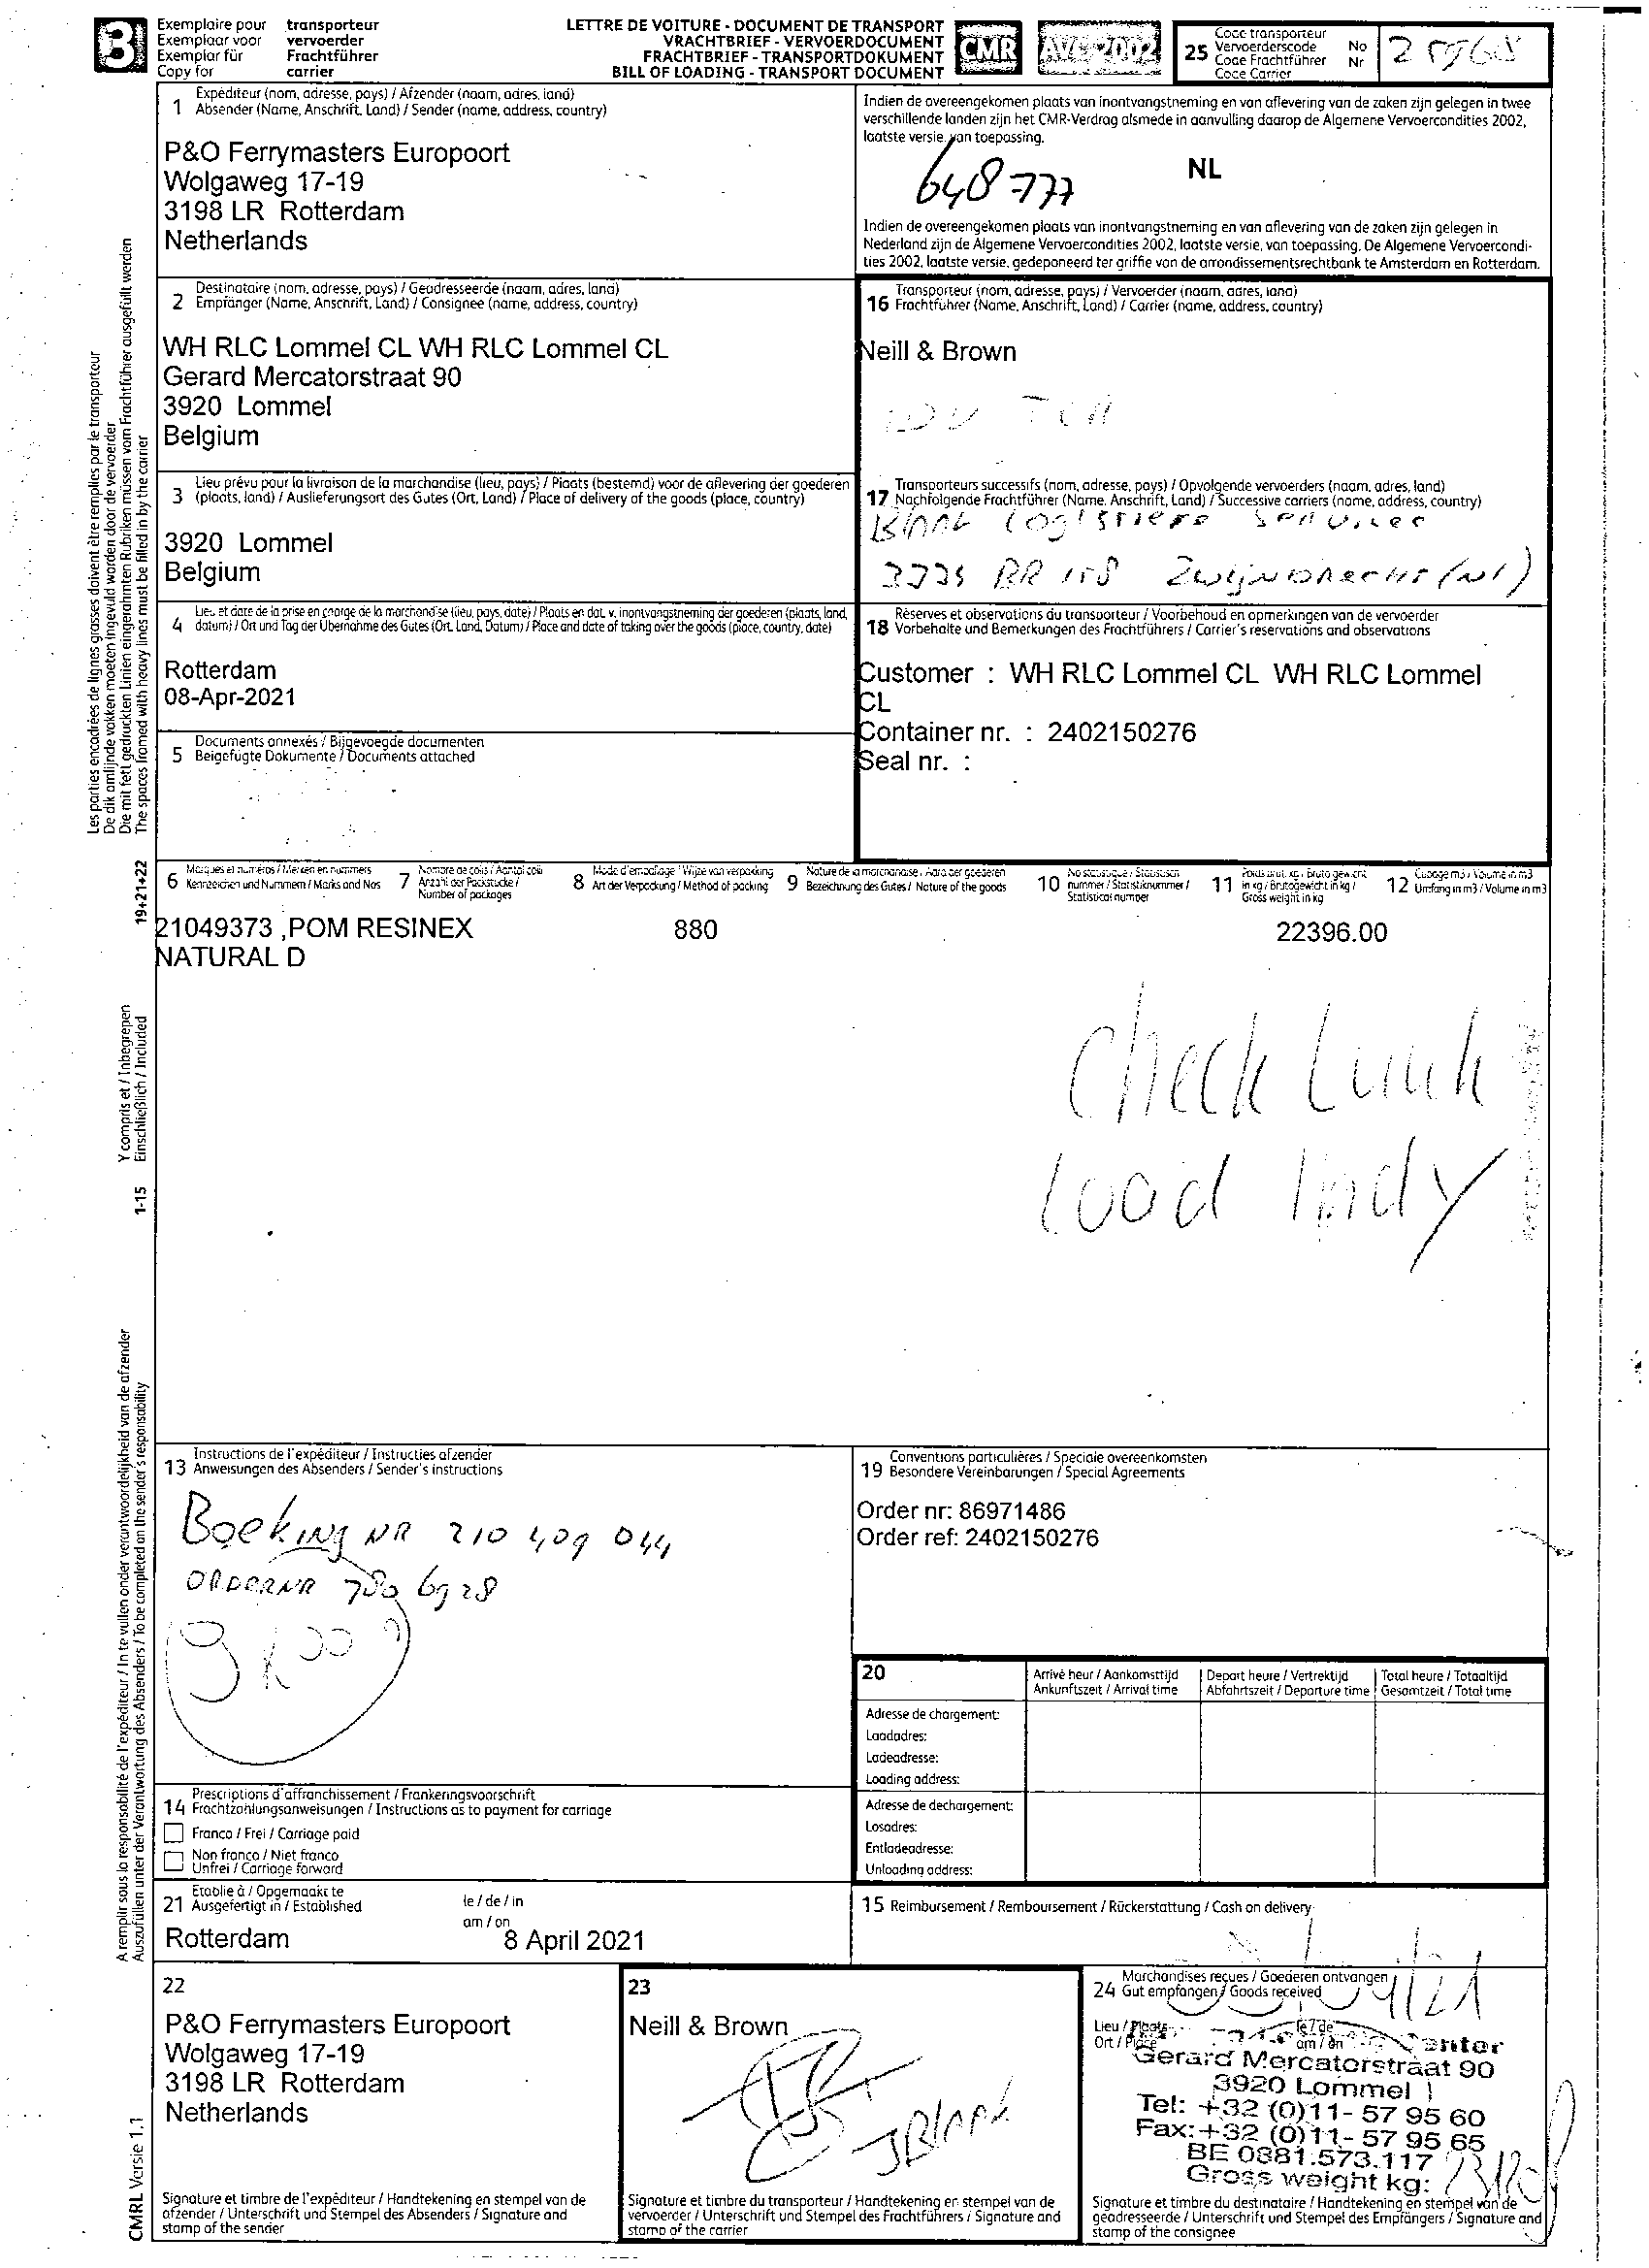 3
Exemplaire pour transporteur
Exemplaar voor vervoerder
Exemplar für Frachtführer
Copy for carrier
LETTRE DE VOITURE - DOCUMENT DE TRANSPORT
VRACHTBRIEF - VERVOERDOCUMENT
FRACHTBRIEF - TRANSPORTDOKUMENT
BILL OF LOADING - TRANSPORT DOCUMENT
CMR
AVC 2002
25
Code transporteur
Vervoerderscode No
Code Frachtführer Nr
Code Carrier
1 Expéditeur (nom, adresse, pays) / Afzender (naam, adres, land)
Absender (Name, Anschrift, Land) / Sender (name, address, country)
P&O Ferrymasters Europoort
Wolgaweg 17-19
3198 LR Rotterdam
Netherlands
Indien de overeengekomen plaats van inontvangstneming en van aflevering van de zaken zijn gelegen in twee
verschillende landen zijn het CMR-Verdrag alsmede in aanvulling daarop de Algemene Vervoercondities 2002,
laatste versie, van toepassing.
648777
NL
Indien de overeengekomen plaats van inontvangstneming en van aflevering van de zaken zijn gelegen in
Nederland zijn de Algemene Vervoercondities 2002, laatste versie, van toepassing. De Algemene Vervoercondi-
ties 2002, laatste versie, gedeponeerd ter griffie van de arrondissementsrechtbank te Amsterdam en Rotterdam.
2 Destinataire (nom, adresse, pays) / Geadresseerde (naam, adres, land)
Empfänger (Name, Anschrift, Land) / Consignee (name, address, country)
WH RLC Lommel CL WH RLC Lommel CL
Gerard Mercatorstraat 90
3920 Lommel
Belgium
16 Transporteur (nom, adresse, pays) / Vervoerder (naam, adres, land)
Frachtführer (Name, Anschrift, Land) / Carrier (name, address, country)
Neill & Brown
3 Lieu prévu pour la livraison de la marchandise (lieu, pays) / Plaats (bestemd) voor de aflevering der goederen
(plaats, land) / Auslieferungsort des Gutes (Ort, Land) / Place of delivery of the goods (place, country)
3920 Lommel
Belgium
17 Transporteurs successifs (nom, adresse, pays) / Opvolgende vervoerders (naam, adres, land)
Nachfolgende Frachtführer (Name, Anschrift, Land) / Successive carriers (name, address, country)
4 Lieu et date de la prise en charge de la marchandise (lieu, pays, date) / Plaats en dat. v. inontvangstneming der goederen (plaats, land,
datum) / Ort und Tag der Übernahme des Gutes (Ort, Land, Datum) / Place and date of taking over the goods (place, country, date)
Rotterdam
08-Apr-2021
18 Réserves et observations du transporteur / Voorbehoud en opmerkingen van de vervoerder
Vorbehalte und Bemerkungen des Frachtführers / Carrier's reservations and observations
Customer : WH RLC Lommel CL WH RLC Lommel
CL
Container nr. : 2402150276
Seal nr. :
5 Documents annexés / Bijgevoegde documenten
Beigefügte Dokumente / Documents attached
6 Marques et numéros / Merken en nummers
Kennzeichen und Nummern / Marks and Nos
7 Nombre de colis / Aantal colli
Anzahl der Packstücke /
Number of packages
8 Mode d'emballage / Wijze van verpakking
Art der Verpackung / Method of packing
9 Nature de la marchandise / Aard der goederen
Bezeichnung des Gutes / Nature of the goods
10 No statistique / Statistisch
nummer / Statistiknummer /
Statistical number
11 Poids brut, kg / Bruto gewicht
in kg / Bruttogewicht in kg /
Gross weight in kg
12 Cubage m3 / Volume in m3
Umfang in m3 / Volume in m3
21049373 ,POM RESINEX 880 22396.00
NATURAL D
Check
Load
Les parties encadrées de lignes grasses doivent être remplies par le transporteur
De dik omlijnde vakken moeten ingevuld worden door de vervoerder
Die mit fett gedruckten Linien eingerahmten Rubriken müssen vom Frachtführer ausgefüllt werden
The spaces framed with heavy lines must be filled in by the carrier
19+21+22
Y compris et / Inbegrepen
Einschließlich / Included
1-15
A remplir sous la responsabilité de l'expéditeur / In te vullen onder verantwoordelijkheid van de afzender
Auszufüllen unter der Verantwortung des Absenders / To be completed on the sender's responsability
CMRL Versie 1.1
13 Instructions de l'expéditeur / Instructies afzender
Anweisungen des Absenders / Sender's instructions
Boeking NR 210 409 044
ORDERNR 780 6928
19 Conventions particulières / Speciale overeenkomsten
Besondere Vereinbarungen / Special Agreements
Order nr: 86971486
Order ref: 2402150276
20
Arrivé heur / Aankomsttijd
Ankunftszeit / Arrival time
Depart heure / Vertrektijd
Abfahrtszeit / Departure time
Total heure / Totaaltijd
Gesamtzeit / Total time
Adresse de chargement:
Laadadres:
Ladeadresse:
Loading address:
Adresse de dechargement:
Losadres:
Entladeadresse:
Unloading address:
14 Prescriptions d'affranchissement / Frankeringsvoorschrift
Frachtzahlungsanweisungen / Instructions as to payment for carriage
Franco / Frei / Carriage paid
Non franco / Niet franco
Unfrei / Carriage forward
21 Etablie à / Opgemaakt te
Ausgefertigt in / Established
le / de / in
am / on
Rotterdam 8 April 2021
15 Reimbursement / Remboursement / Rückerstattung / Cash on delivery
22
P&O Ferrymasters Europoort
Wolgaweg 17-19
3198 LR Rotterdam
Netherlands
Signature et timbre de l'expéditeur / Handtekening en stempel van de
afzender / Unterschrift und Stempel des Absenders / Signature and
stamp of the sender
23
Neill & Brown
Signature et timbre du transporteur / Handtekening en stempel van de
vervoerder / Unterschrift und Stempel des Frachtführers / Signature and
stamp of the carrier
24 Marchandises reçues / Goederen ontvangen
Gut empfangen / Goods received
Lieu / Plaats
Ort / Place
le / de
am / on
Center
Gerard Mercatorstraat 90
3920 Lommel
Tel: +32 (0)11- 57 95 60
Fax: +32 (0)11- 57 95 65
BE 0881.573.117
Gross weight kg:
Signature et timbre du destinataire / Handtekening en stempel van de
geadresseerde / Unterschrift und Stempel des Empfängers / Signature and
stamp of the consignee